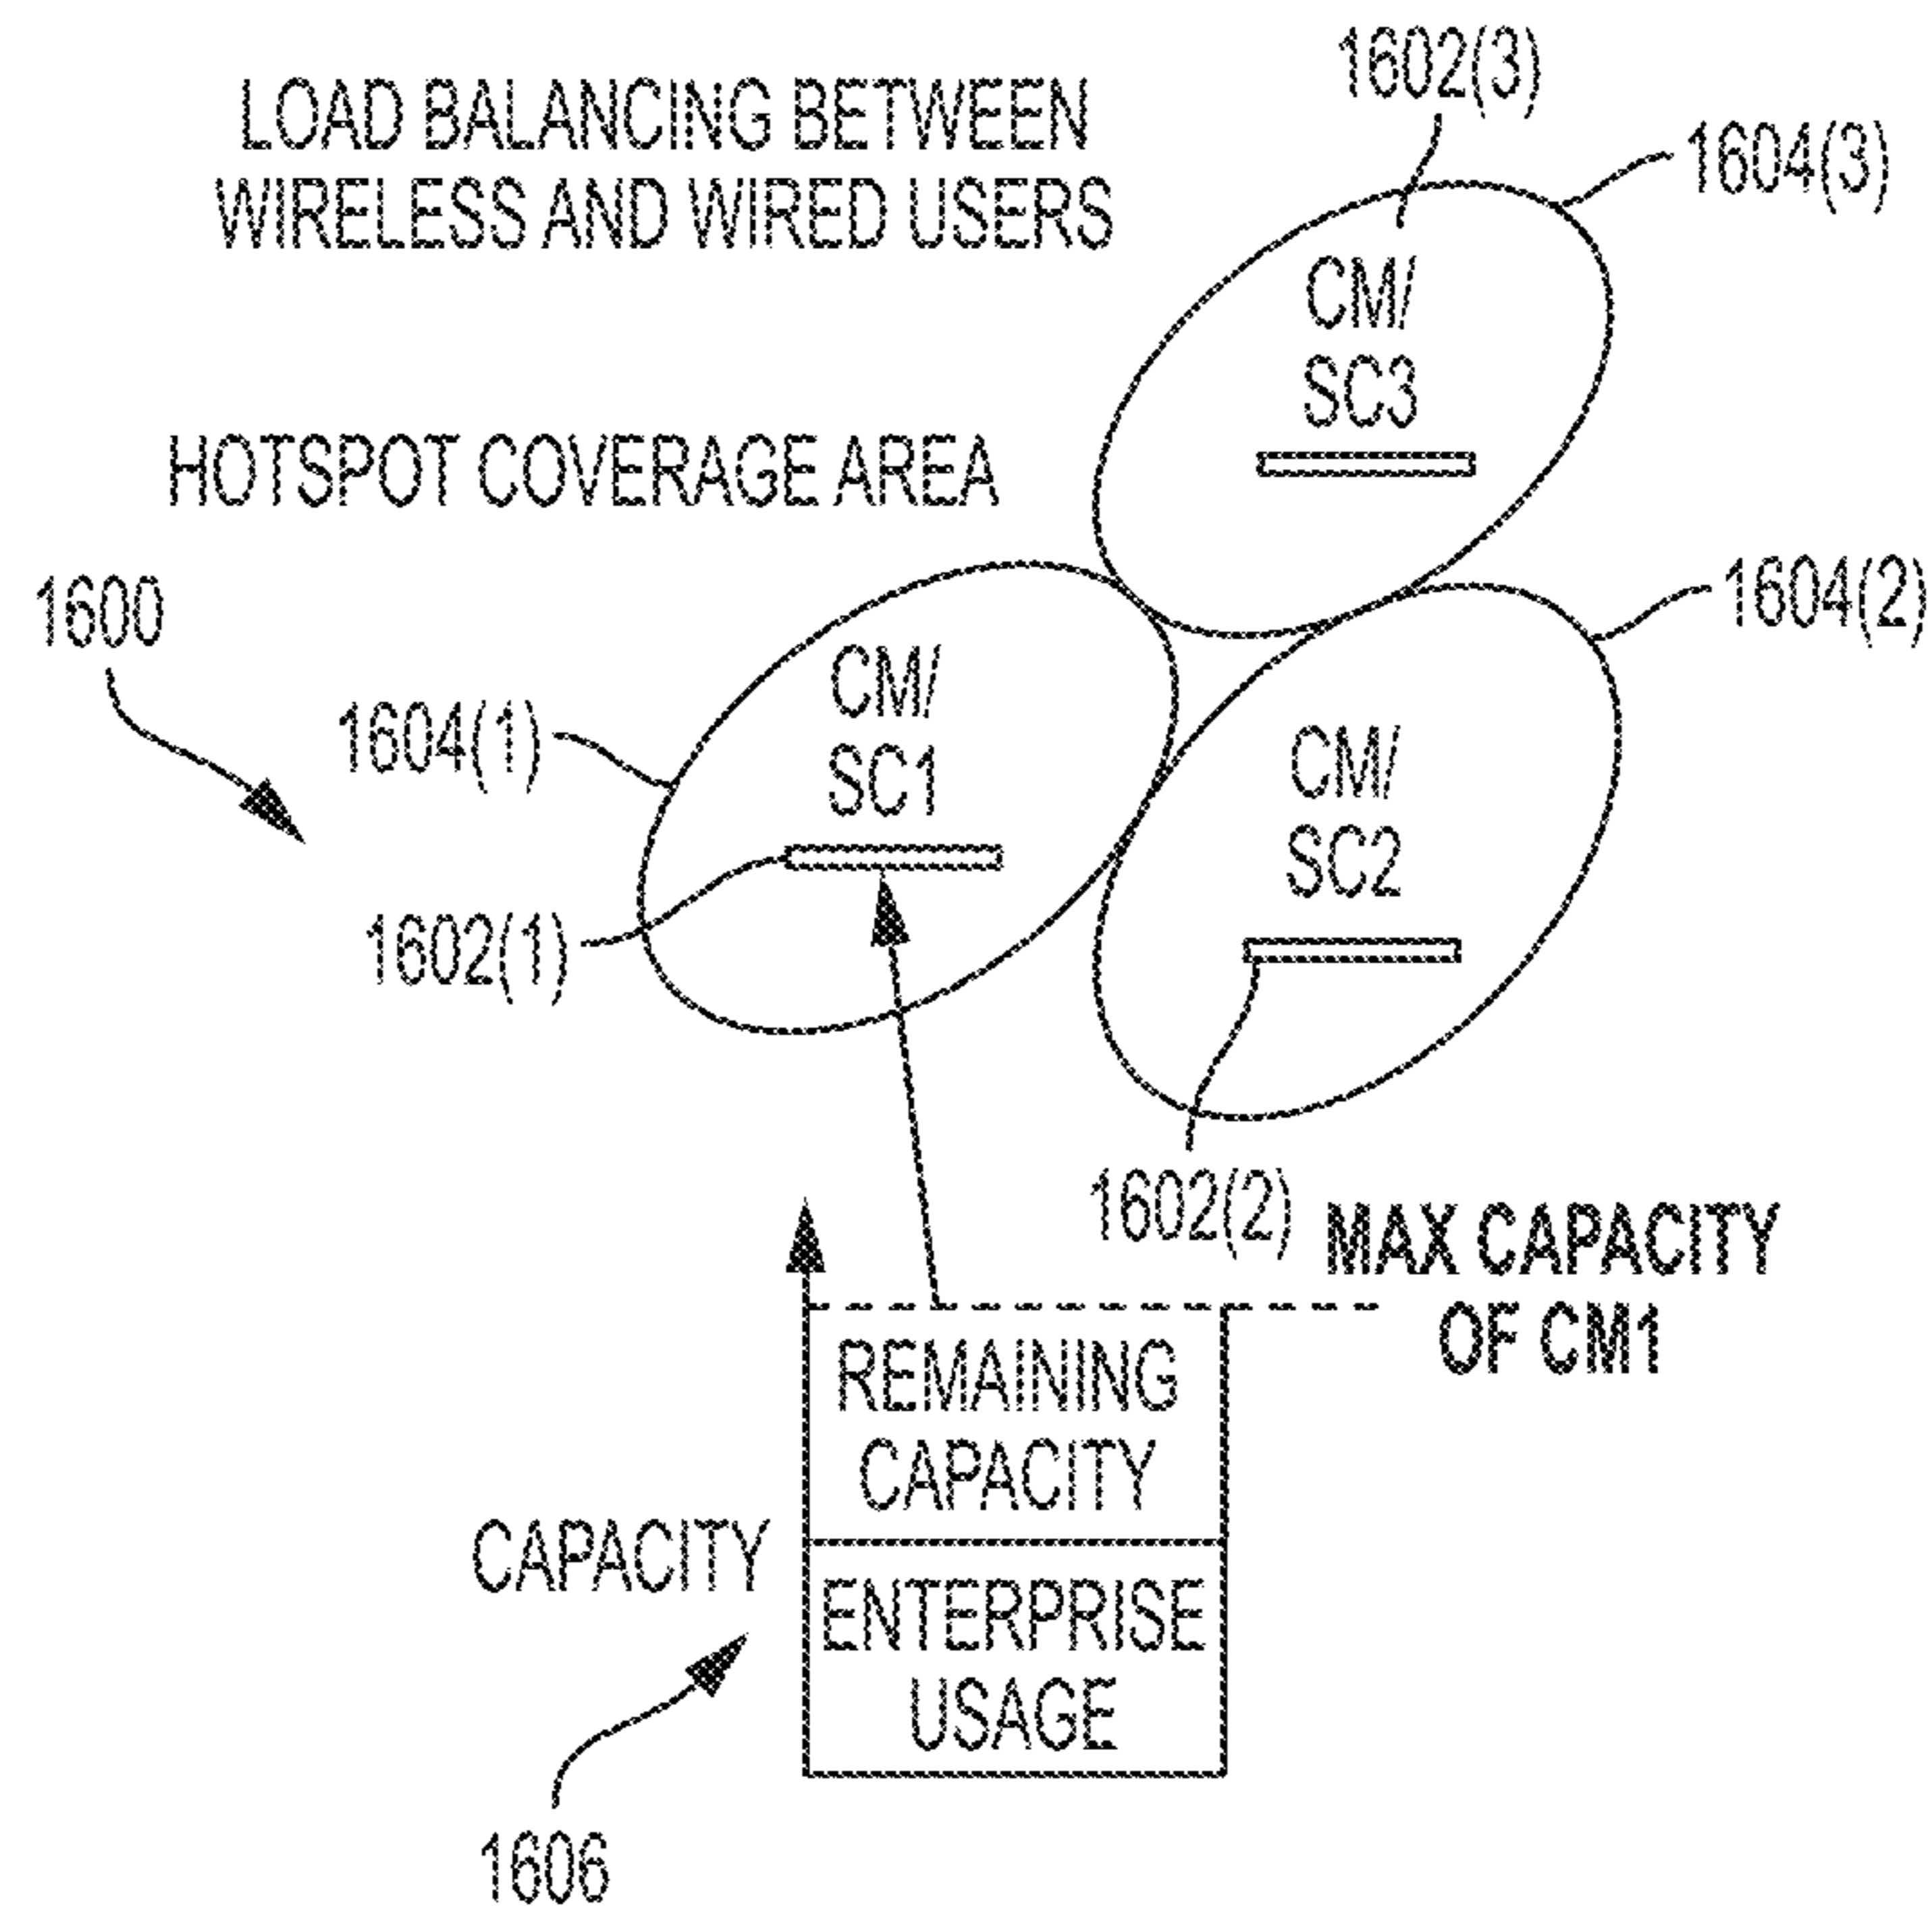 LOAD BALANCING BETWEEN
WIRELESS AND WIRED USERS
1602(3)
1604(3)
CM/
SC3
HOTSPOT COVERAGE AREA
1600
1604(2)
1604(1)
CM/
SC1
CM/
SC2
1602(1)
1602(2)
MAX CAPACITY
OF CM1
REMAINING
CAPACITY
CAPACITY
ENTERPRISE
USAGE
1606